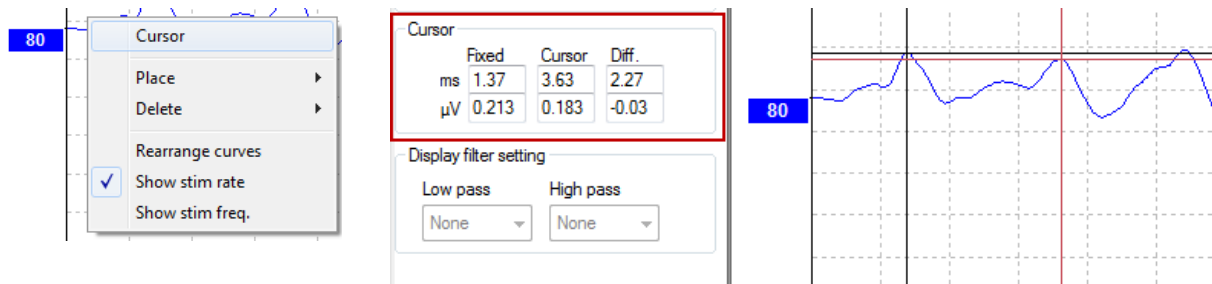 80
Cursor
Place
Delete
Rearrange curves
Show stim rate
Show stim freq.
Cursor
Fixed Cursor Diff.
ms 1.37 3.63 2.27
µV 0.213 0.183 -0.03
Display filter setting
Low pass High pass
None None
80